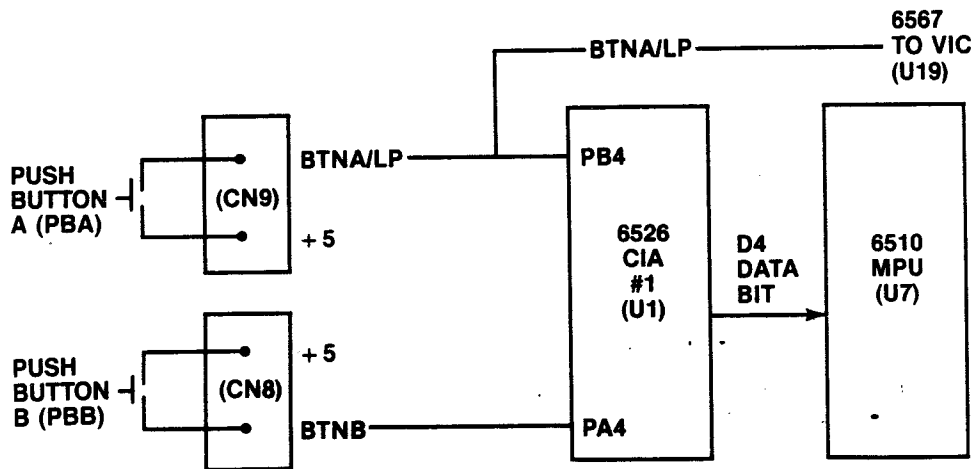 6567
TO VIC
(U19)
BTNA/LP
BTNA/LP
PUSH
BUTTON
A (PBA)
(CN9)
+5
PB4
6526
CIA
#1
(U1)
D4
DATA
BIT
6510
MPU
(U7)
PUSH
BUTTON
B (PBB)
(CN8)
+5
BTNB
PA4